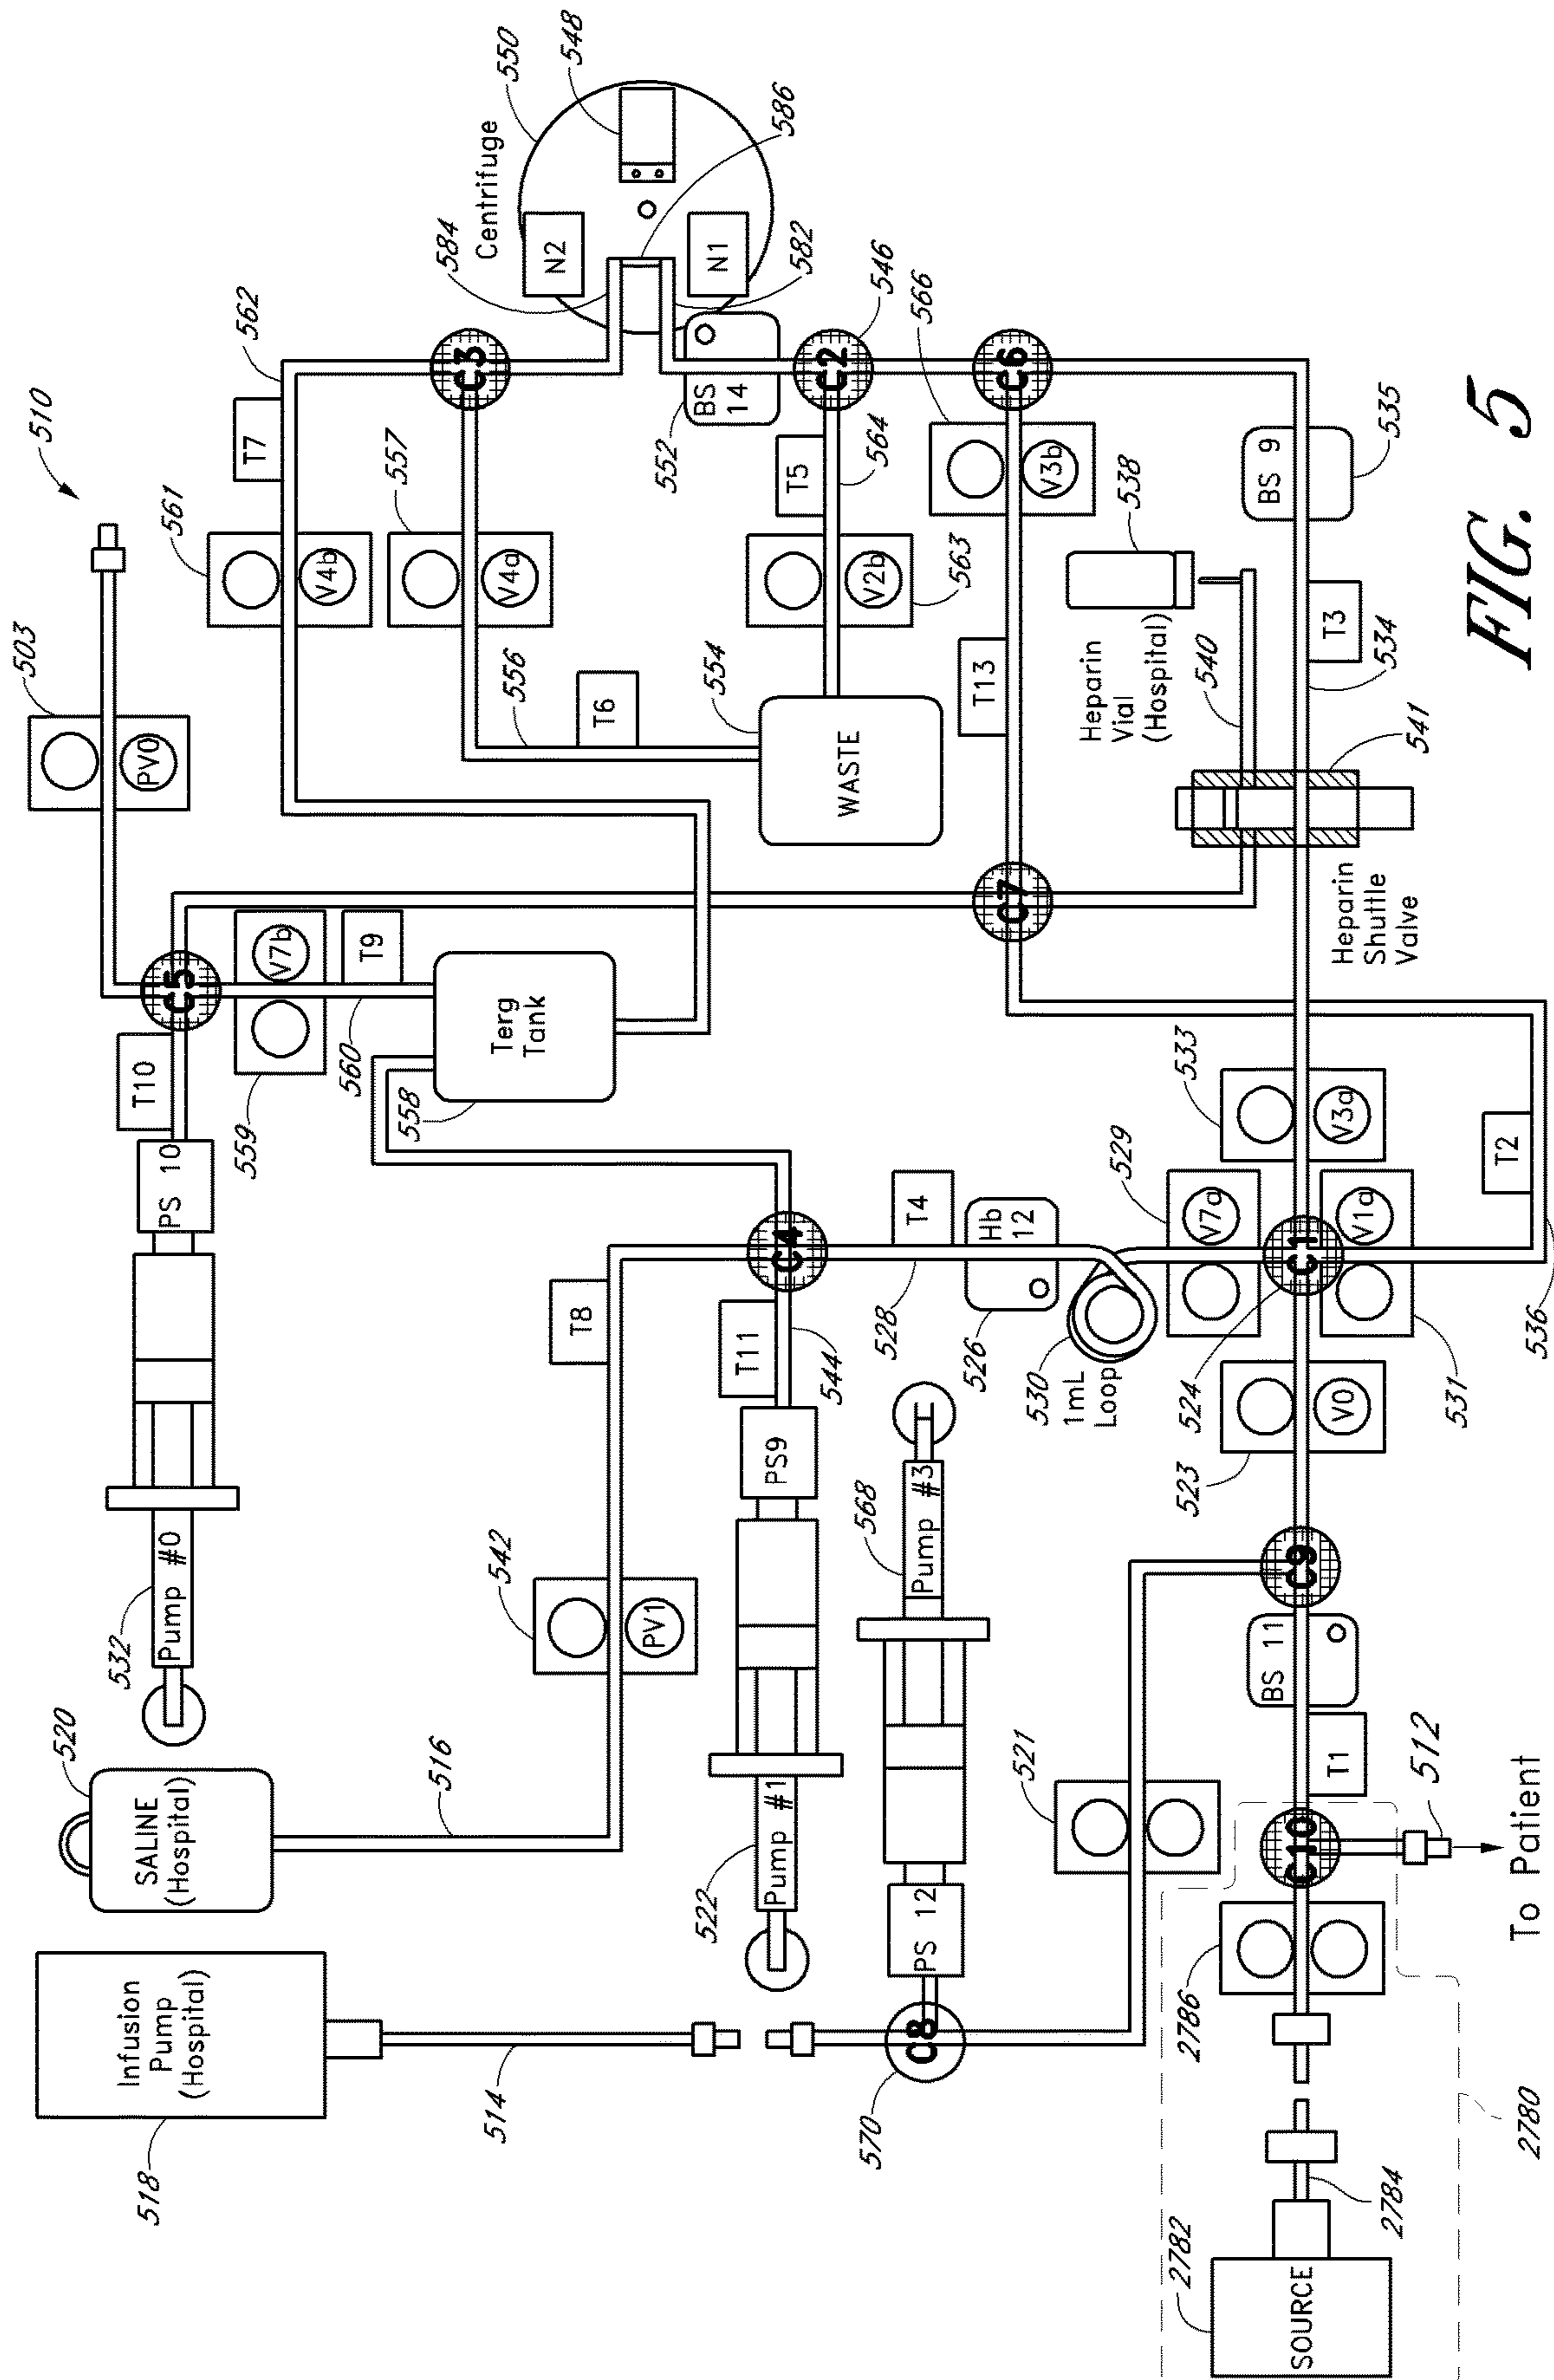 518
Infusion
Pump
(Hospital)
514
520
SALINE
(Hospital)
516
532
Pump #0
PS 10
T10
503
PV0
510
C5
559
V7b
T9
560
558
Terg
Tank
561
V4b
T7
562
557
V4a
556
T6
C3
584
Centrifuge
550
548
586
N2
N1
582
552
BS
14
C2
546
554
WASTE
T5
564
V2b
563
566
V3b
C6
T13
C7
538
Heparin
Vial
(Hospital)
540
541
Heparin
Shuttle
Valve
BS 9
535
T3
534
542
PV1
T8
C4
T11
544
522
Pump #1
PS9
568
Pump #3
PS 12
C8
570
521
T4
528
Hb
12
526
530
1mL
Loop
529
V7a
533
V3a
C1
524
V1a
531
T2
536
523
V0
C9
BS 11
T1
C10
512
To Patient
2786
2780
2782
SOURCE
2784
FIG. 5